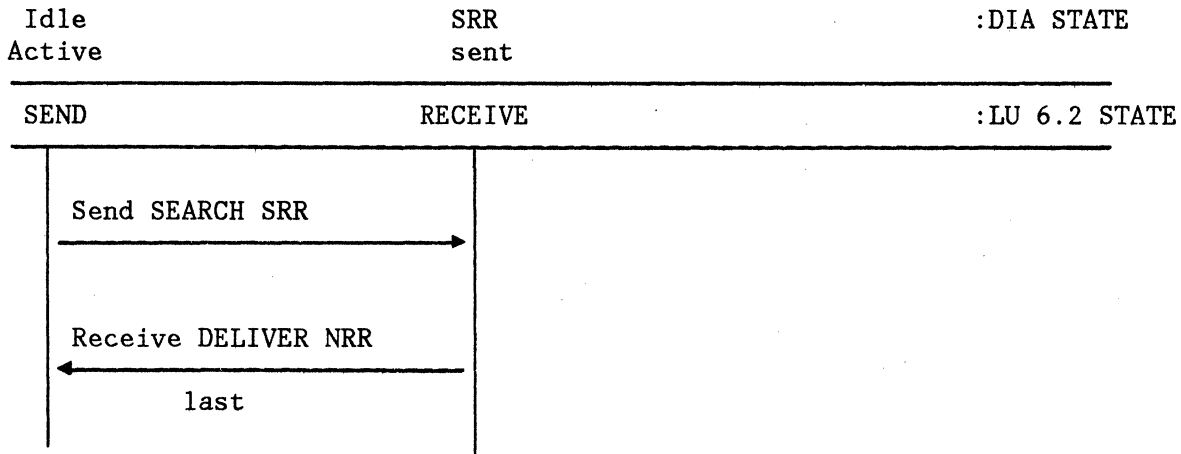 Idle SRR :DIA STATE
Active sent
SEND RECEIVE :LU 6.2 STATE
Send SEARCH SRR
Receive DELIVER NRR
last